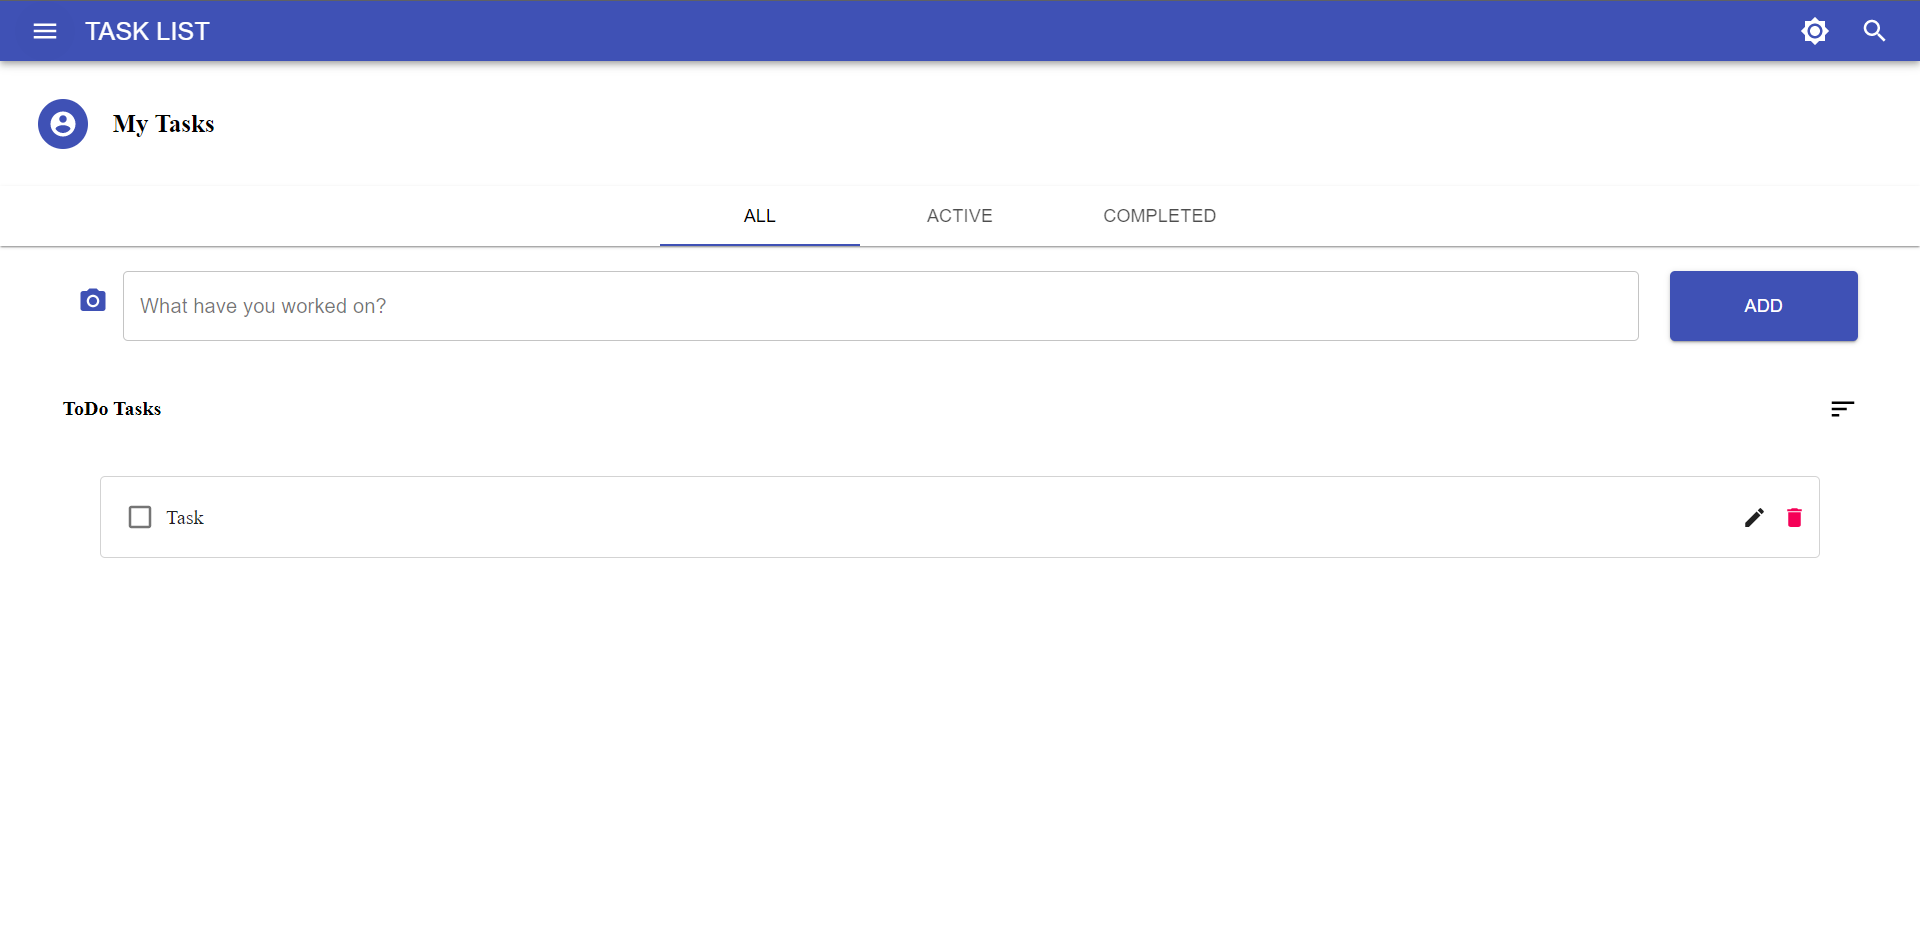 TASK LIST
My Tasks
ALL
ACTIVE
COMPLETED
What have you worked on?
ADD
ToDo Tasks
Task